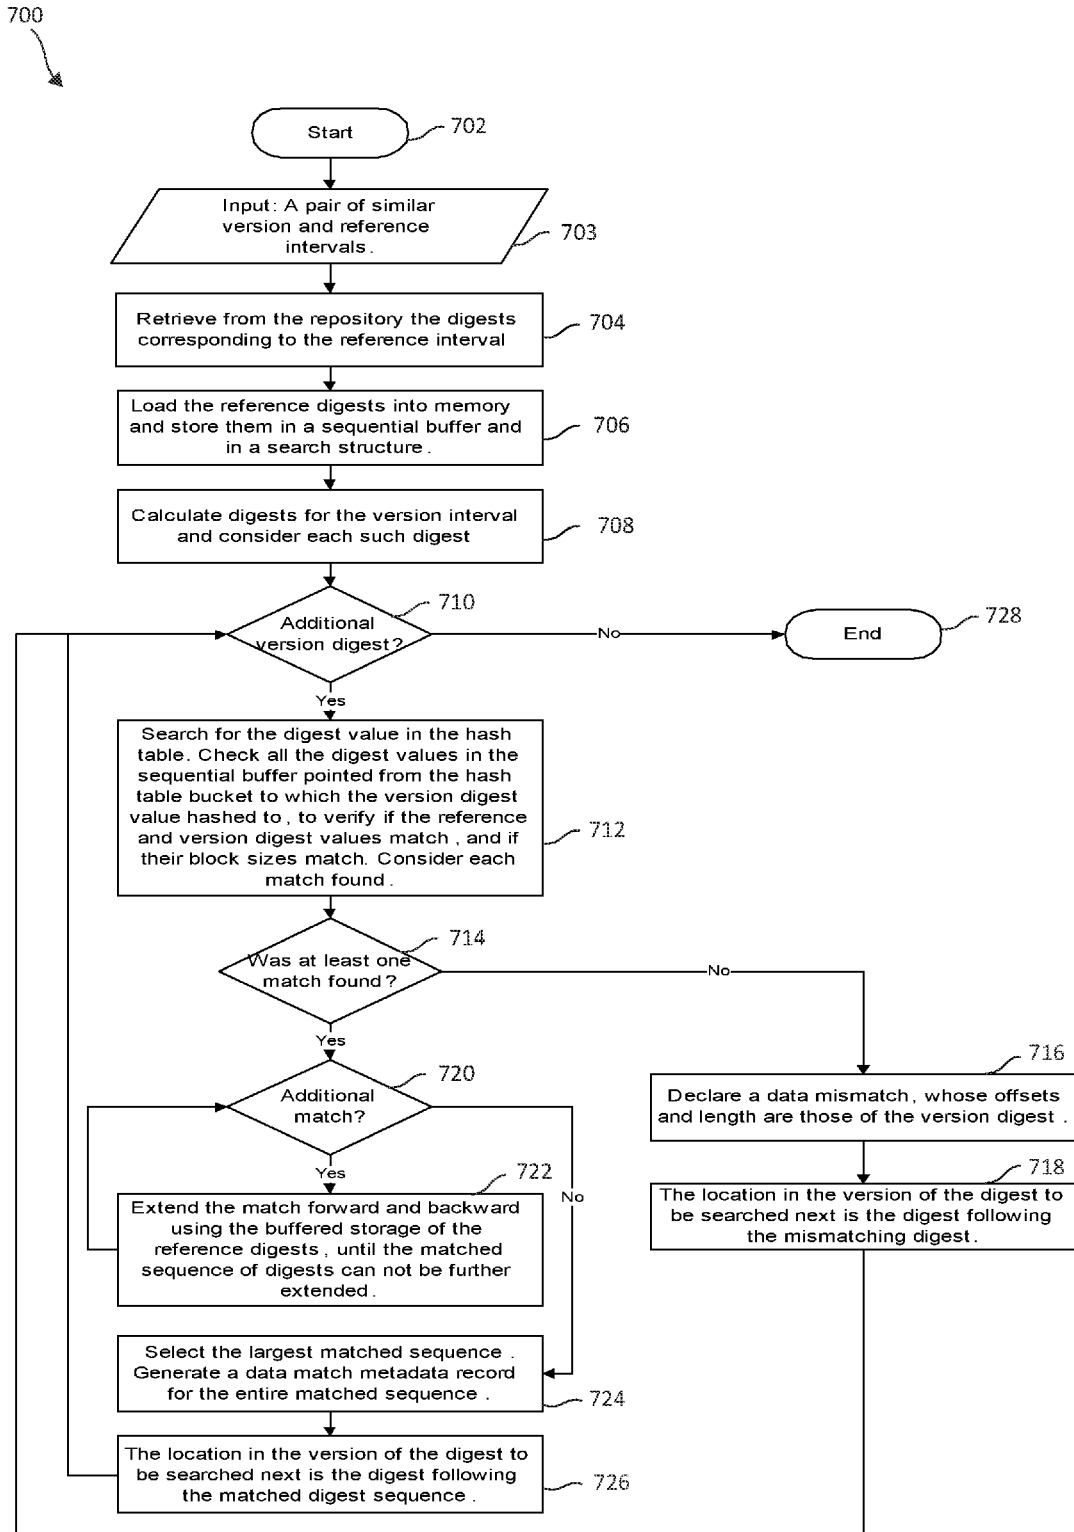 700
Start
702
Input: A pair of similar
version and reference
intervals.
703
Retrieve from the repository the digests
corresponding to the reference interval
704
Load the reference digests into memory
and store them in a sequential buffer and
in a search structure.
706
Calculate digests for the version interval
and consider each such digest
708
710
Additional
version digest?
No
End
728
Yes
Search for the digest value in the hash
table. Check all the digest values in the
sequential buffer pointed from the hash
table bucket to which the version digest
value hashed to, to verify if the reference
and version digest values match, and if
their block sizes match. Consider each
match found.
712
714
Was at least one
match found?
No
Yes
716
Declare a data mismatch, whose offsets
and length are those of the version digest.
718
The location in the version of the digest to
be searched next is the digest following
the mismatching digest.
720
Additional
match?
Yes
No
722
Extend the match forward and backward
using the buffered storage of the
reference digests, until the matched
sequence of digests can not be further
extended.
Select the largest matched sequence.
Generate a data match metadata record
for the entire matched sequence.
724
The location in the version of the digest to
be searched next is the digest following
the matched digest sequence.
726